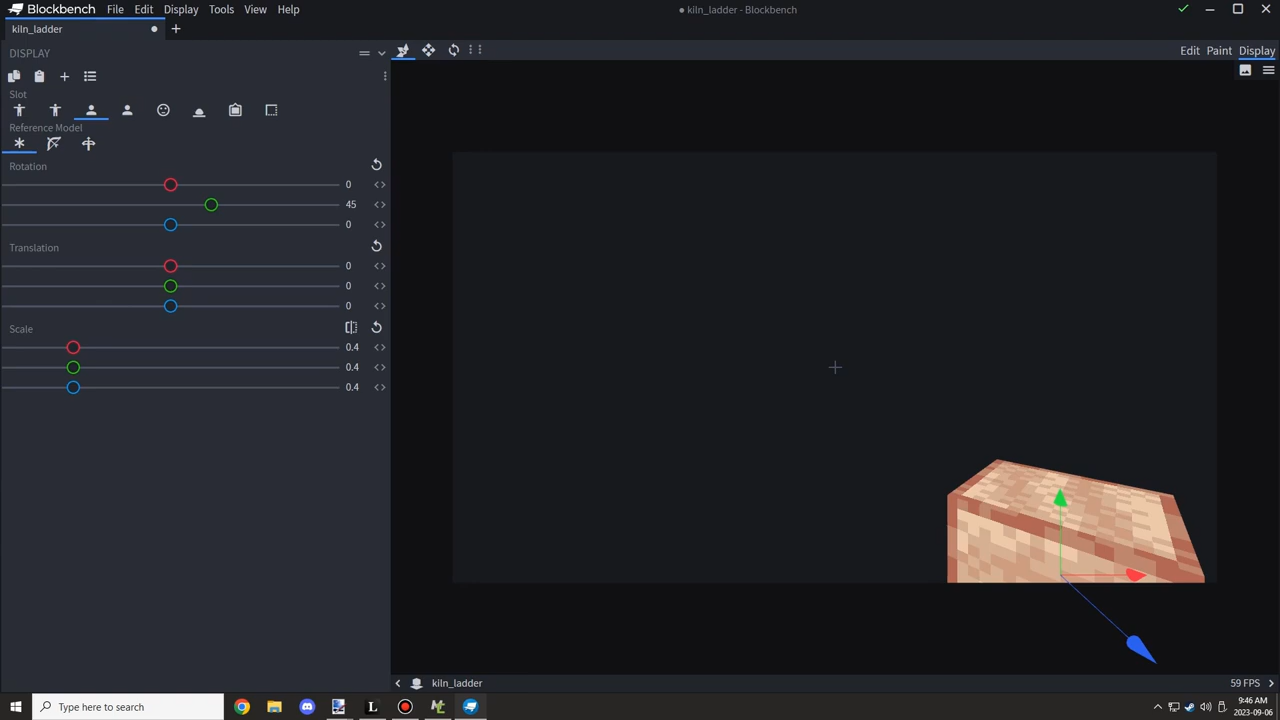 Blockbench File Edit Display Tools View Help
● kiln_ladder - Blockbench
kiln_ladder
DISPLAY
Edit Paint Display
Slot
Reference Model
Rotation
0
45
0
Translation
0
0
0
Scale
0.4
0.4
0.4
kiln_ladder
59 FPS
Type here to search
9:46 AM
2023-09-06